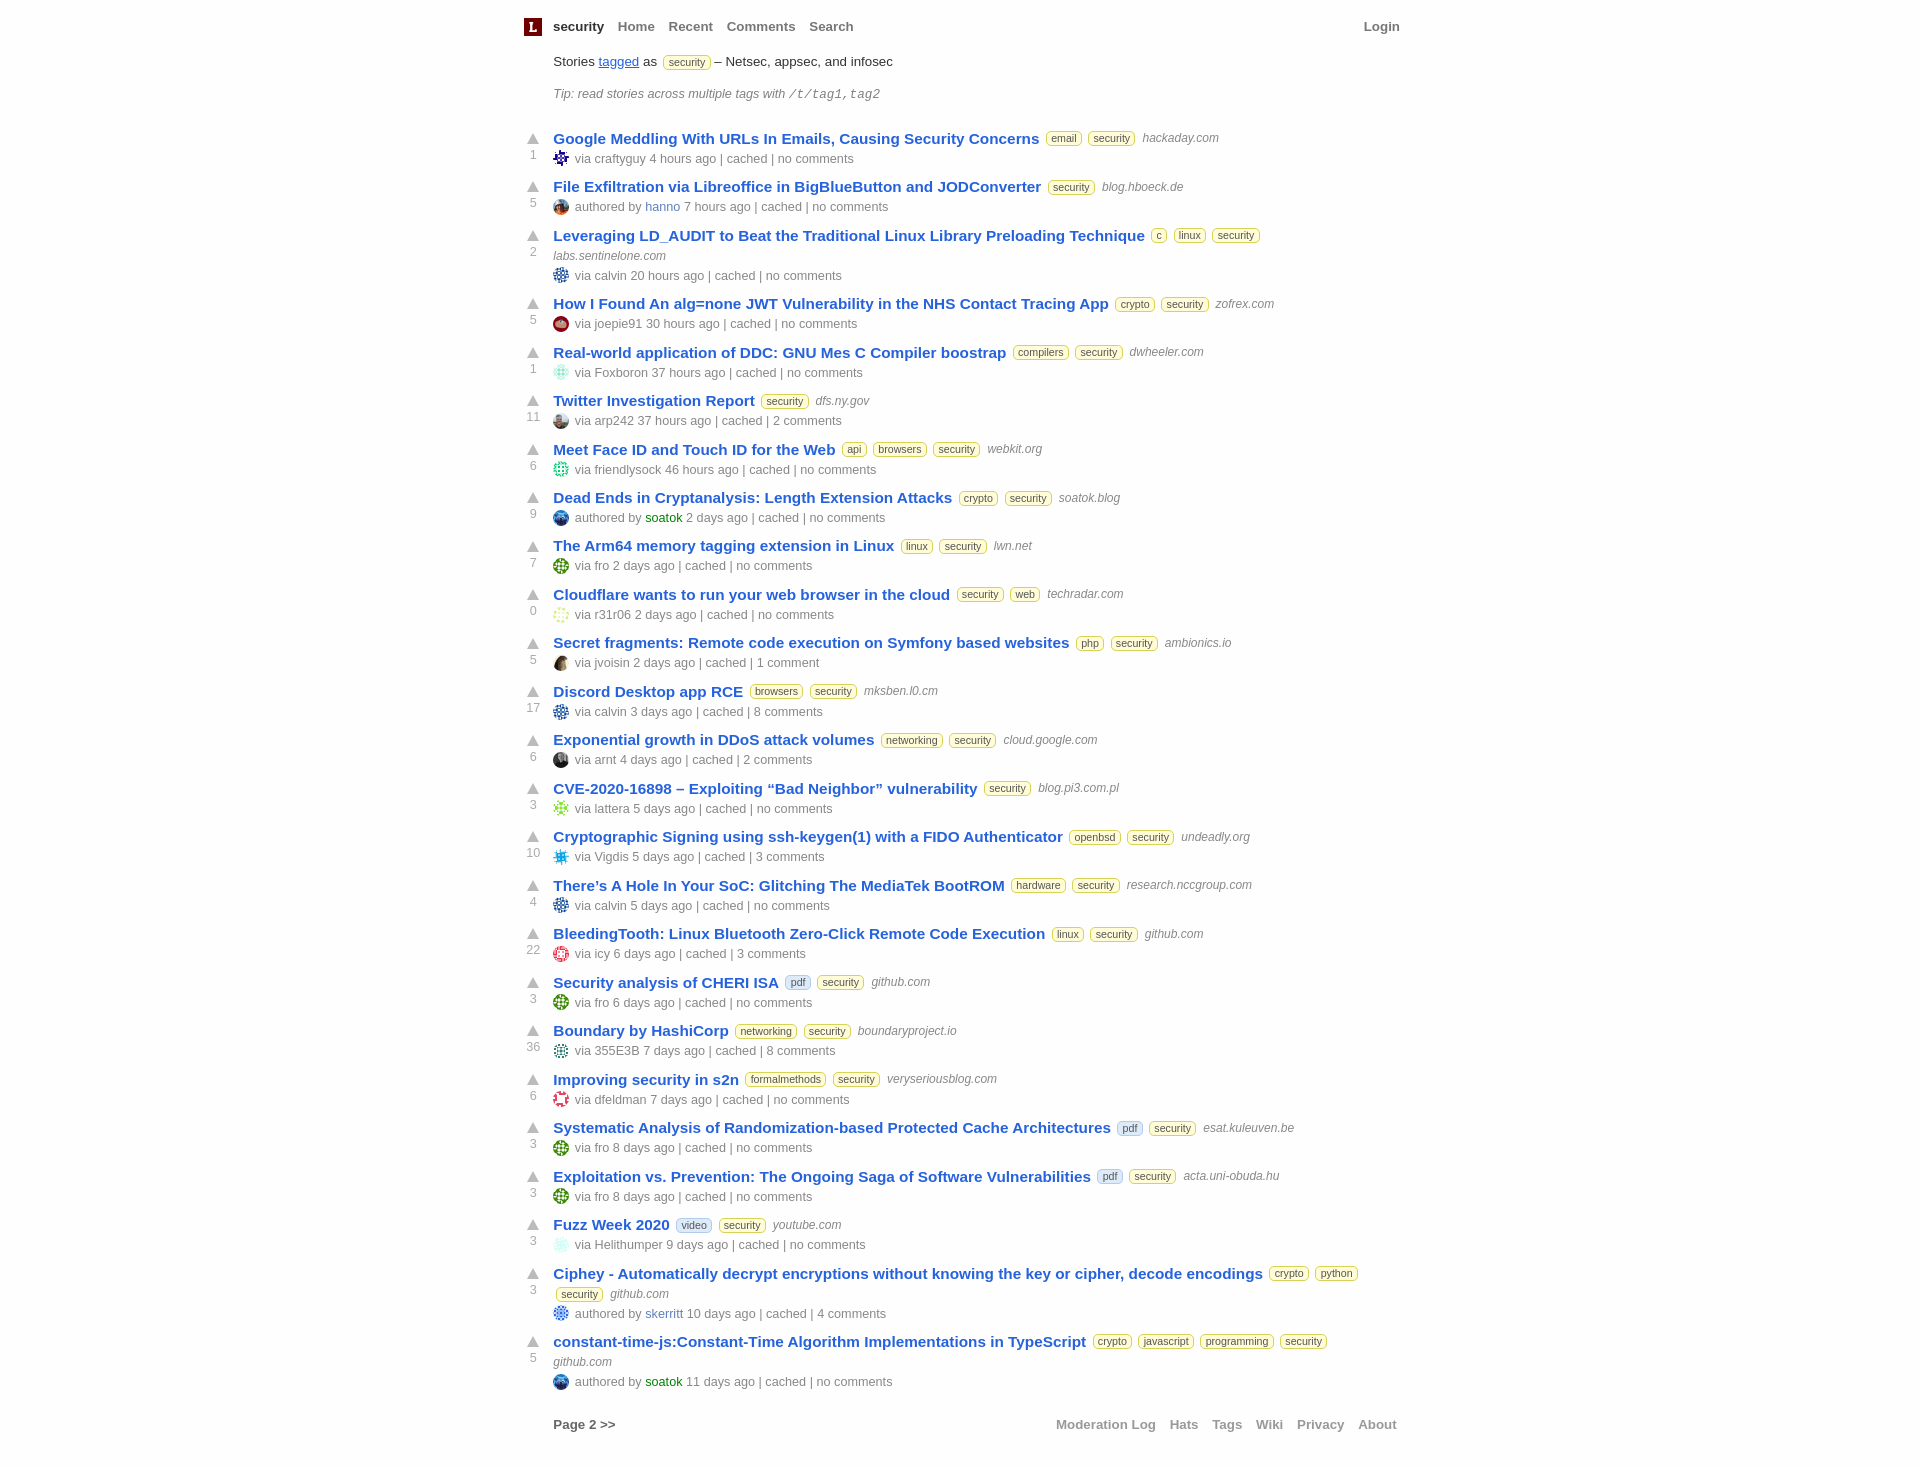 L security Home Recent Comments Search Login
Stories tagged as security – Netsec, appsec, and infosec
Tip: read stories across multiple tags with /t/tag1,tag2
Google Meddling With URLs In Emails, Causing Security Concerns email security hackaday.com
1 via craftyguy 4 hours ago | cached | no comments
File Exfiltration via Libreoffice in BigBlueButton and JODConverter security blog.hboeck.de
5 authored by hanno 7 hours ago | cached | no comments
Leveraging LD_AUDIT to Beat the Traditional Linux Library Preloading Technique c linux security
2 labs.sentinelone.com
via calvin 20 hours ago | cached | no comments
How I Found An alg=none JWT Vulnerability in the NHS Contact Tracing App crypto security zofrex.com
5 via joepie91 30 hours ago | cached | no comments
Real-world application of DDC: GNU Mes C Compiler boostrap compilers security dwheeler.com
1 via Foxboron 37 hours ago | cached | no comments
Twitter Investigation Report security dfs.ny.gov
11 via arp242 37 hours ago | cached | 2 comments
Meet Face ID and Touch ID for the Web api browsers security webkit.org
6 via friendlysock 46 hours ago | cached | no comments
Dead Ends in Cryptanalysis: Length Extension Attacks crypto security soatok.blog
9 authored by soatok 2 days ago | cached | no comments
The Arm64 memory tagging extension in Linux linux security lwn.net
7 via fro 2 days ago | cached | no comments
Cloudflare wants to run your web browser in the cloud security web techradar.com
0 via r31r06 2 days ago | cached | no comments
Secret fragments: Remote code execution on Symfony based websites php security ambionics.io
5 via jvoisin 2 days ago | cached | 1 comment
Discord Desktop app RCE browsers security mksben.l0.cm
17 via calvin 3 days ago | cached | 8 comments
Exponential growth in DDoS attack volumes networking security cloud.google.com
6 via arnt 4 days ago | cached | 2 comments
CVE-2020-16898 – Exploiting “Bad Neighbor” vulnerability security blog.pi3.com.pl
3 via lattera 5 days ago | cached | no comments
Cryptographic Signing using ssh-keygen(1) with a FIDO Authenticator openbsd security undeadly.org
10 via Vigdis 5 days ago | cached | 3 comments
There’s A Hole In Your SoC: Glitching The MediaTek BootROM hardware security research.nccgroup.com
4 via calvin 5 days ago | cached | no comments
BleedingTooth: Linux Bluetooth Zero-Click Remote Code Execution linux security github.com
22 via icy 6 days ago | cached | 3 comments
Security analysis of CHERI ISA pdf security github.com
3 via fro 6 days ago | cached | no comments
Boundary by HashiCorp networking security boundaryproject.io
36 via 355E3B 7 days ago | cached | 8 comments
Improving security in s2n formalmethods security veryseriousblog.com
6 via dfeldman 7 days ago | cached | no comments
Systematic Analysis of Randomization-based Protected Cache Architectures pdf security esat.kuleuven.be
3 via fro 8 days ago | cached | no comments
Exploitation vs. Prevention: The Ongoing Saga of Software Vulnerabilities pdf security acta.uni-obuda.hu
3 via fro 8 days ago | cached | no comments
Fuzz Week 2020 video security youtube.com
3 via Helithumper 9 days ago | cached | no comments
Ciphey - Automatically decrypt encryptions without knowing the key or cipher, decode encodings crypto python
3 security github.com
authored by skerritt 10 days ago | cached | 4 comments
constant-time-js:Constant-Time Algorithm Implementations in TypeScript crypto javascript programming security
5 github.com
authored by soatok 11 days ago | cached | no comments
Page 2 >> Moderation Log Hats Tags Wiki Privacy About